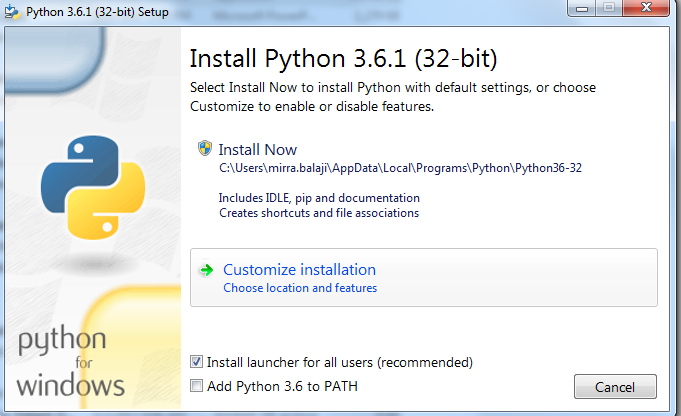 Python 3.6.1 (32-bit) Setup
Install Python 3.6.1 (32-bit)
Select Install Now to install Python with default settings, or choose
Customize to enable or disable features.
Install Now
C:\Users\mirra.balaji\AppData\Local\Programs\Python\Python36-32
Includes IDLE, pip and documentation
Creates shortcuts and file associations
Customize installation
Choose location and features
python
for
windows
Install launcher for all users (recommended)
Add Python 3.6 to PATH
Cancel